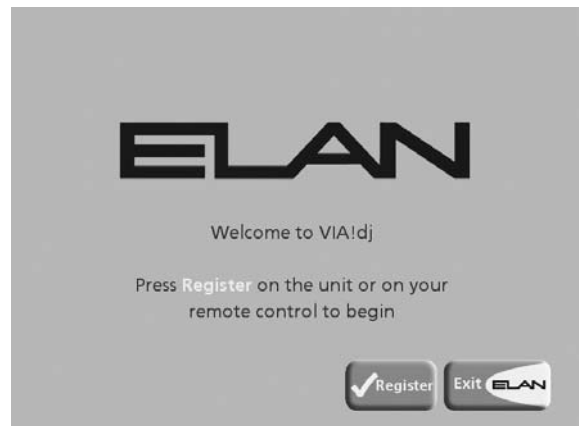 ELAN
Welcome to VIA!dj
Press Register on the unit or on your
remote control to begin
Register
Exit ELAN